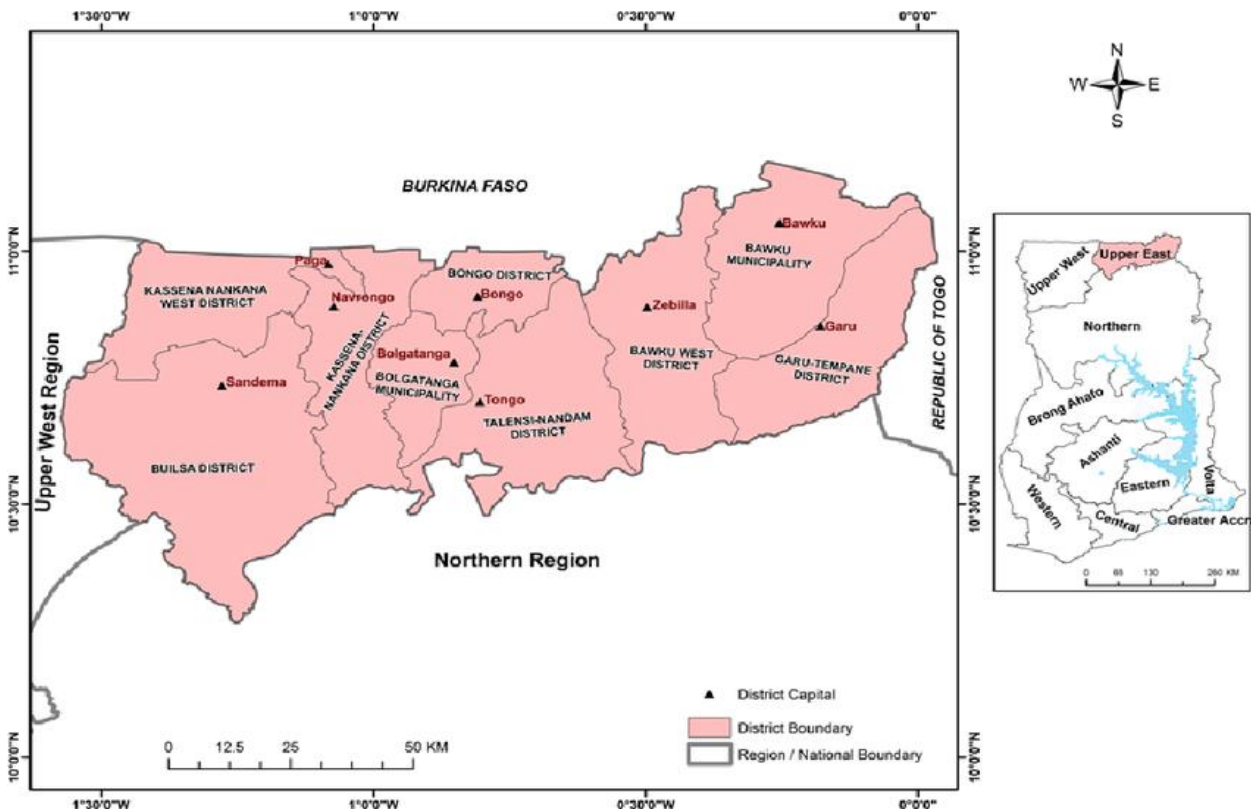 1°30'0"W 1°0'0"W 0°30'0"W 0°0'0"
N
W E
S
BURKINA FASO
11°0'0"N
11°0'0"N
Bawku
BAWKU
MUNICIPALITY
Paga
BONGO DISTRICT
KASSENA NANKANA
WEST DISTRICT
Navrongo
Bongo
Zebilla
Garu
KASSENA-
NANKANA DISTRICT
Bolgatanga
BOLGATANGA
MUNICIPALITY
BAWKU WEST
DISTRICT
GARU-TEMPANE
DISTRICT
REPUBLIC OF TOGO
Sandema
Tongo
TALENSI-NANDAM
DISTRICT
BUILSA DISTRICT
Upper West Region
10°30'0"N
10°30'0"N
Northern Region
District Capital
District Boundary
Region / National Boundary
0 12.5 25 50 KM
10°0'0"N
10°0'0"N
1°30'0"W 1°0'0"W 0°30'0"W 0°0'0"
Upper West
Upper East
Northern
Brong Ahafo
Ashanti
Eastern
Volta
Western
Central
Greater Accr
0 65 130 260 KM